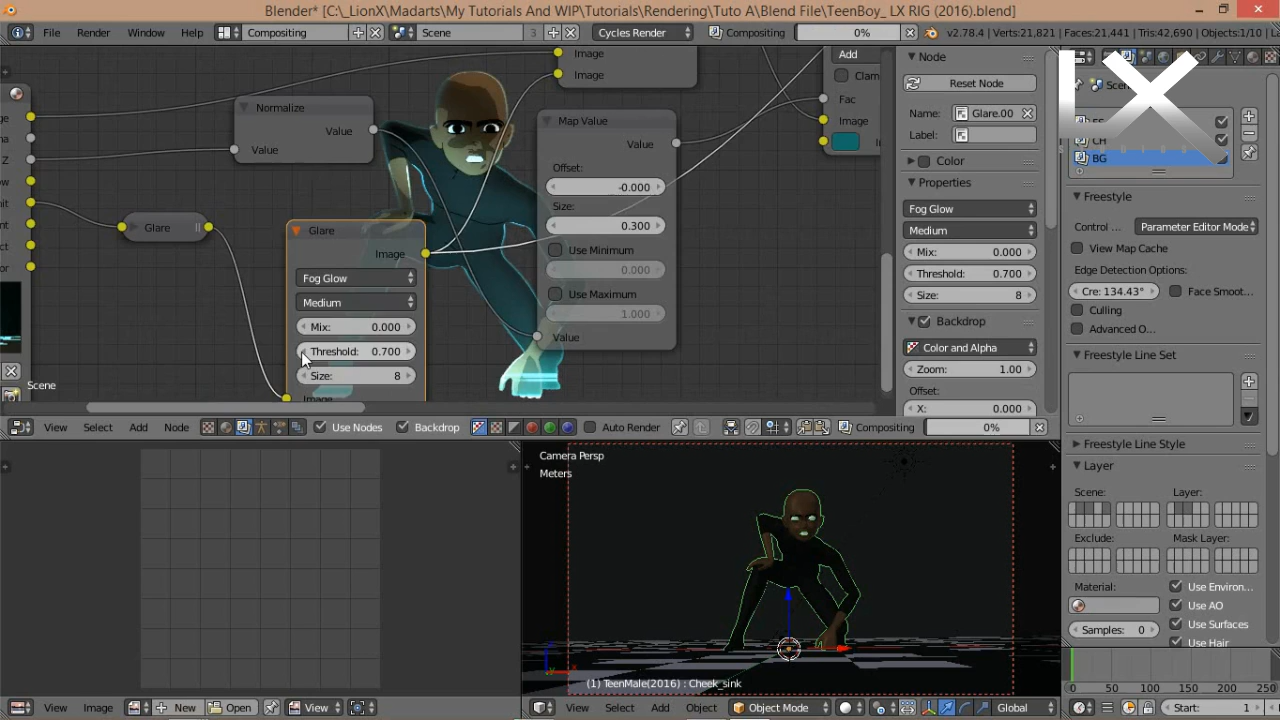 Blender* [C:\_LionX\Madarts\My Tutorials And WIP\Tutorials\Rendering\Tuto A\Blend File\TeenBoy_ LX RIG (2016).blend]
File Render Window Help Compositing Scene 3 Cycles Render Compositing 0% v2.78.4 | Verts:21,821 | Faces:21,441 | Tris:42,690 | Objects:1/10 | La
Image
Image
Add
Clam
Fac
Image
Normalize
Value
Value
Map Value
Value
Offset:
-0.000
Size:
0.300
Use Minimum
0.000
Use Maximum
1.000
Value
Z
Glare
Glare
Image
Fog Glow
Medium
Mix: 0.000
Threshold: 0.700
Size: 8
Image
Scene
Node
Reset Node
Name: Glare.00
Label:
Color
Properties
Fog Glow
Medium
Mix: 0.000
Threshold: 0.700
Size: 8
Backdrop
Color and Alpha
Zoom: 1.00
Offset:
X: 0.000
IX
CH
BG
Freestyle
Control ... Parameter Editor Mode
View Map Cache
Edge Detection Options:
Cre: 134.43° Face Smoot...
Culling
Advanced O...
Freestyle Line Set
Freestyle Line Style
Layer
Scene: Layer:
Exclude: Mask Layer:
Material: Use Environ...
Use AO
Use Surfaces
Samples: 0
Use Hair
View Select Add Node Use Nodes Backdrop Auto Render Compositing 0%
Camera Persp
Meters
(1) TeenMale(2016) : Cheek_sink
View Image New Open View
View Select Add Object Object Mode Global
0 50 100 150 200 250
Start: 1